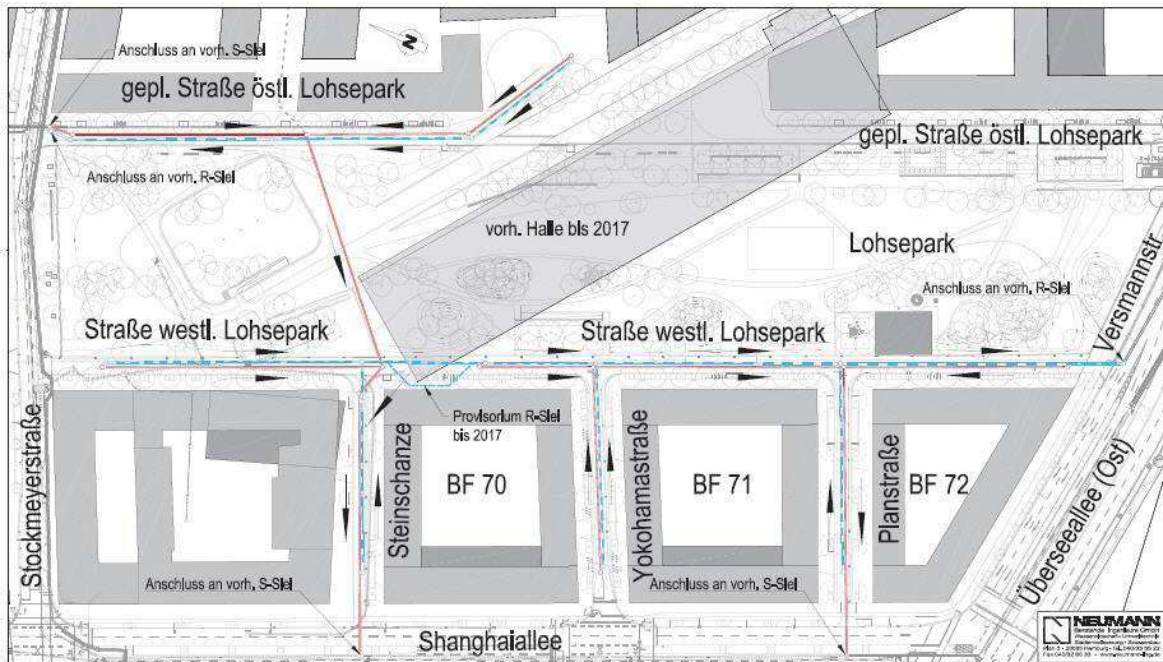 Anschluss an vorh. S-Siel
N
gepl. Straße östl. Lohsepark
gepl. Straße östl. Lohsepark
Anschluss an vorh. R-Siel
vorh. Halle bis 2017
Lohsepark
Anschluss an vorh. R-Siel
Versmannstr.
Straße westl. Lohsepark
Straße westl. Lohsepark
Provisorium R-Siel
bis 2017
Stockmeyerstraße
Steinschanze
BF 70
Yokohamastraße
BF 71
Planstraße
BF 72
Überseeallee (Ost)
Anschluss an vorh. S-Siel
Anschluss an vorh. S-Siel
Shanghaiallee
N NEUMANN
Beratende Ingenieure GmbH